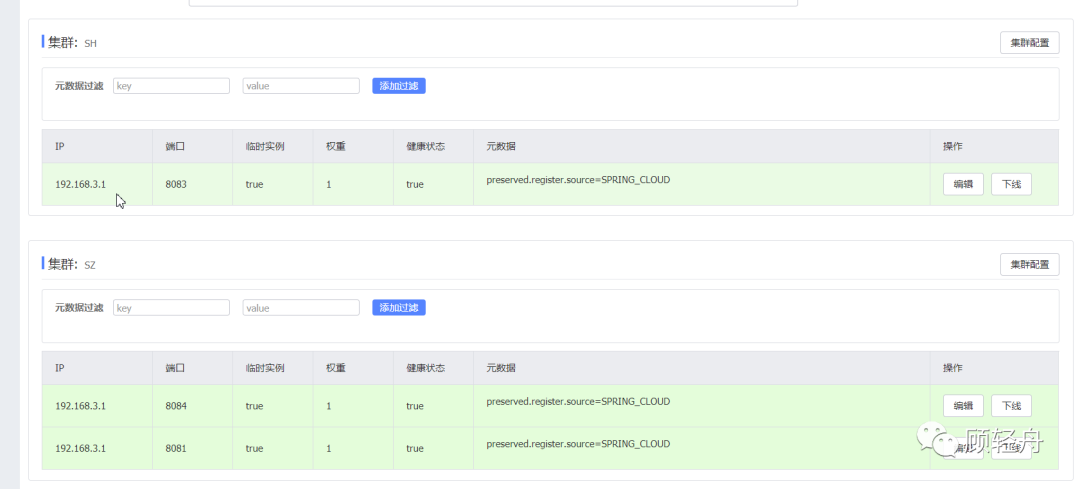 集群: SH
集群配置
元数据过滤 key value 添加过滤
IP 端口 临时实例 权重 健康状态 元数据 操作
192.168.3.1 8083 true 1 true preserved.register.source=SPRING_CLOUD 编辑 下线
集群: SZ
集群配置
元数据过滤 key value 添加过滤
IP 端口 临时实例 权重 健康状态 元数据 操作
192.168.3.1 8084 true 1 true preserved.register.source=SPRING_CLOUD 编辑 下线
192.168.3.1 8081 true 1 true preserved.register.source=SPRING_CLOUD 编辑 下线
顾轻舟